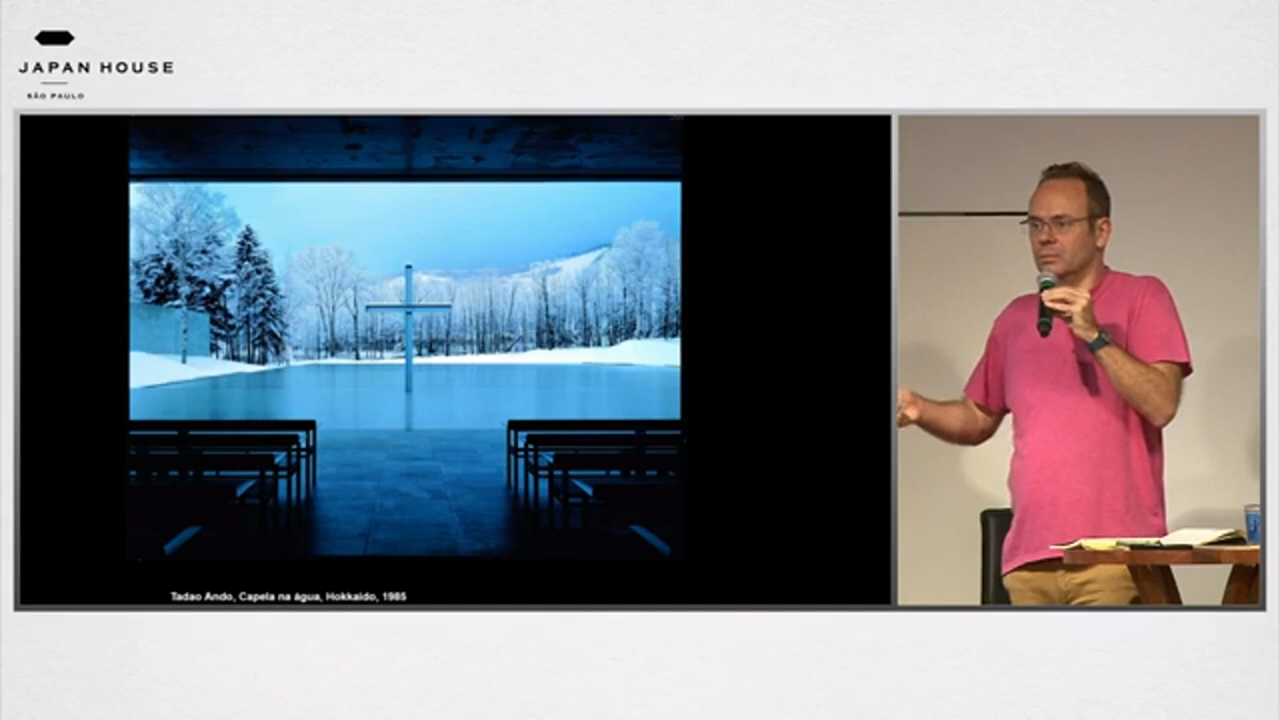 JAPAN HOUSE
SÃO PAULO
Tadao Ando, Capela na água, Hokkaido, 1985